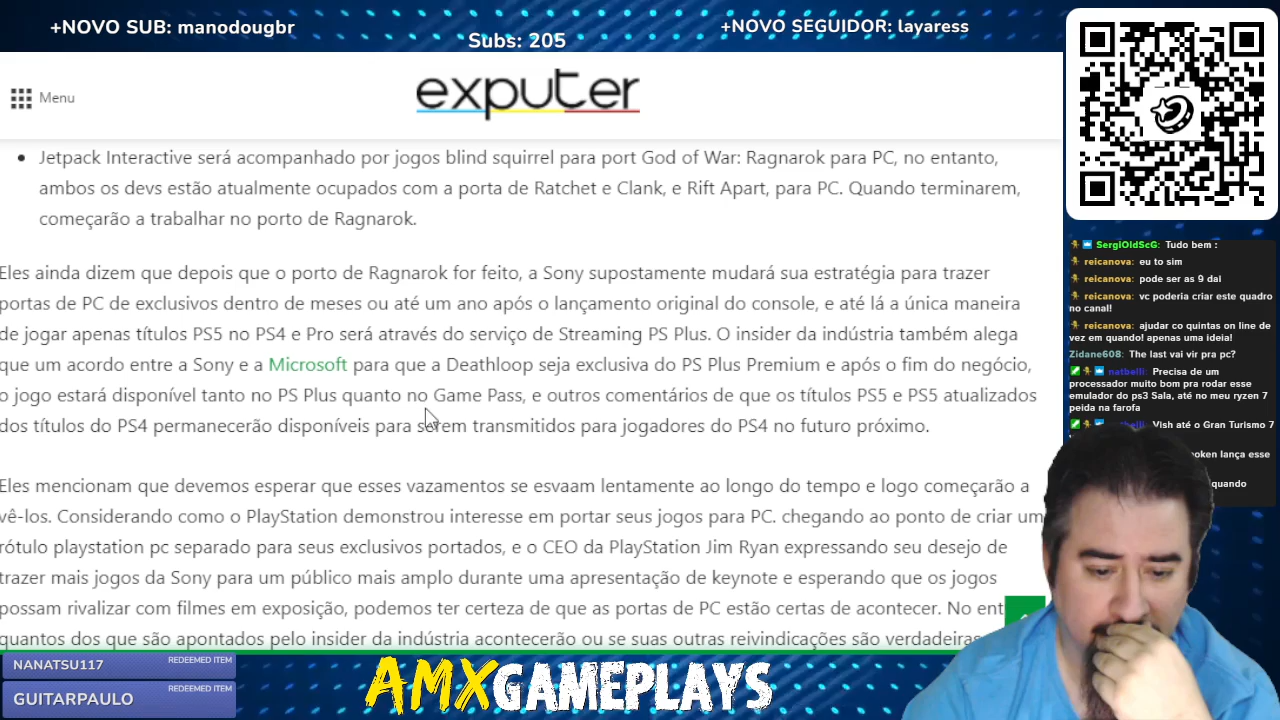 +NOVO SUB: manodougbr
Subs: 205
+NOVO SEGUIDOR: layaress
Menu
exputer
Jetpack Interactive será acompanhado por jogos blind squirrel para port God of War: Ragnarok para PC, no entanto,
ambos os devs estão atualmente ocupados com a porta de Ratchet e Clank, e Rift Apart, para PC. Quando terminarem,
começarão a trabalhar no porto de Ragnarok.
Eles ainda dizem que depois que o porto de Ragnarok for feito, a Sony supostamente mudará sua estratégia para trazer
portas de PC de exclusivos dentro de meses ou até um ano após o lançamento original do console, e até lá a única maneira
de jogar apenas títulos PS5 no PS4 e Pro será através do serviço de Streaming PS Plus. O insider da indústria também alega
que um acordo entre a Sony e a Microsoft para que a Deathloop seja exclusiva do PS Plus Premium e após o fim do negócio,
o jogo estará disponível tanto no PS Plus quanto no Game Pass, e outros comentários de que os títulos PS5 e PS5 atualizados
dos títulos do PS4 permanecerão disponíveis para serem transmitidos para jogadores do PS4 no futuro próximo.
Eles mencionam que devemos esperar que esses vazamentos se esvaam lentamente ao longo do tempo e logo começarão a
vê-los. Considerando como o PlayStation demonstrou interesse em portar seus jogos para PC. chegando ao ponto de criar um
rótulo playstation pc separado para seus exclusivos portados, e o CEO da PlayStation Jim Ryan expressando seu desejo de
trazer mais jogos da Sony para um público mais amplo durante uma apresentação de keynote e esperando que os jogos
possam rivalizar com filmes em exposição, podemos ter certeza de que as portas de PC estão certas de acontecer. No ent
quantos dos que são apontados pelo insider da indústria acontecerão ou se suas outras reivindicações são verdadeiras
SergiOldScG: Tudo bem :
reicanova: eu to sim
reicanova: pode ser as 9 daí
reicanova: vc poderia criar este quadro
no canal!
reicanova: ajudar co quintas on line de
vez em quando! apenas uma ideia!
Zidane608: The last vai vir pra pc?
natbelli: Precisa de um
processador muito bom pra rodar esse
emulador do ps3 Sala, até no meu ryzen 7
peida na farofa
natbelli: Vish até o Gran Turismo 7
oken lança esse
quando
NANATSU117
REDEEMED ITEM
GUITARPAULO
REDEEMED ITEM
AMXGAMEPLAYS